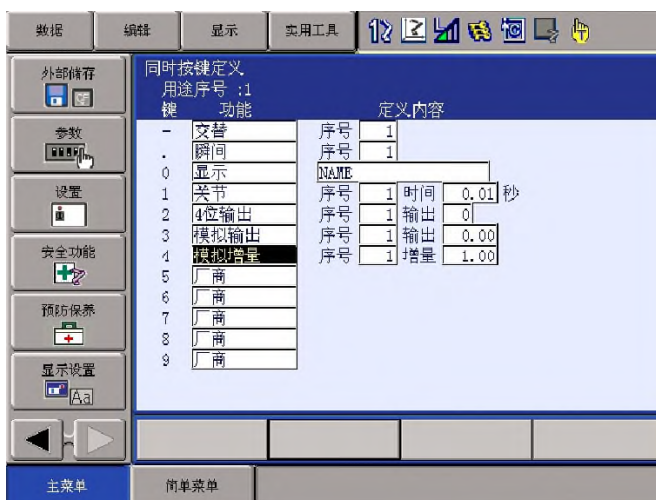 数据 编辑 显示 实用工具
外部储存
参数
设置
安全功能
预防保养
显示设置
Aa
同时按键定义
用途序号 :1
键 功能 定义内容
- 交替 序号 1
. 瞬间 序号 1
0 显示 NAME
1 关节 序号 1 时间 0.01 秒
2 4位输出 序号 1 输出 0
3 模拟输出 序号 1 输出 0.00
4 模拟增量 序号 1 增量 1.00
5 厂商
6 厂商
7 厂商
8 厂商
9 厂商
主菜单 简单菜单